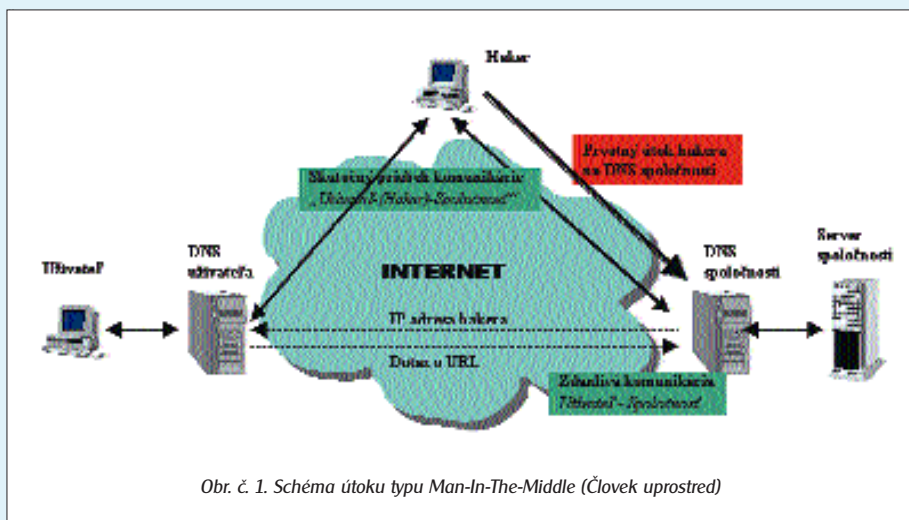 Haker
Prvotný útok hakera
na DNS spoločnosti
Skutočný priebeh komunikácie
„Užívateľ-(Haker)-Spoločnosť“
DNS
užívateľa
Užívateľ
INTERNET
DNS
spoločnosti
Server
spoločnosti
IP adresa hakera
Dotaz o URL
Zdanlivá komunikácia
Užívateľ - Spoločnosť
Obr. č. 1. Schéma útoku typu Man-In-The-Middle (Človek uprostred)